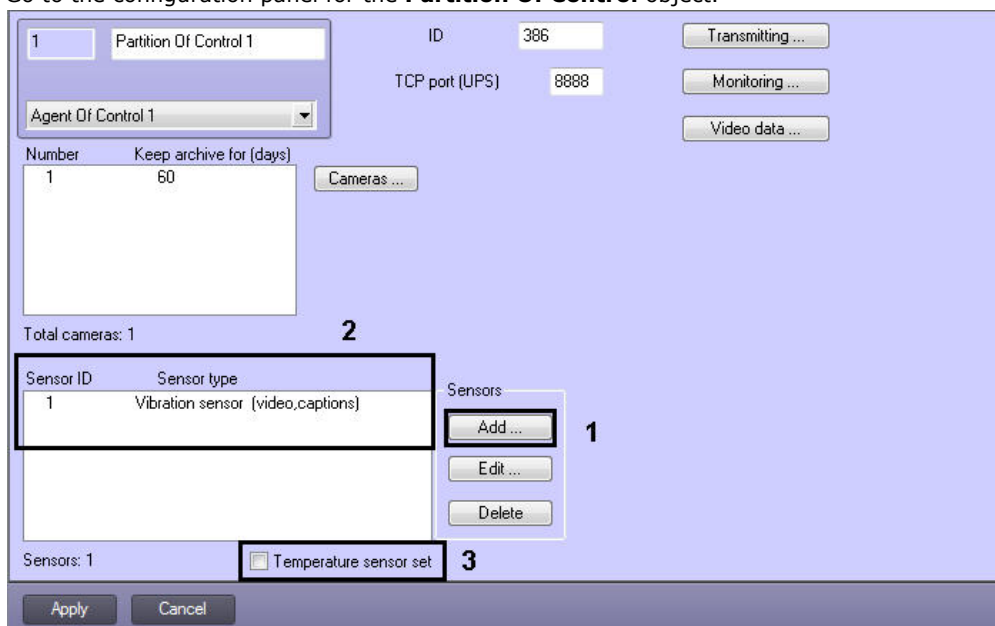 Go to the configuration panel for the Partition Of Control object.
1 Partition Of Control 1 ID 386 Transmitting ...
TCP port (UPS) 8888 Monitoring ...
Agent Of Control 1 Video data ...
Number Keep archive for (days)
1 60 Cameras ...
Total cameras: 1 2
Sensor ID Sensor type Sensors
1 Vibration sensor (video,captions)
Add ... 1
Edit ...
Delete
Sensors: 1 Temperature sensor set 3
Apply Cancel